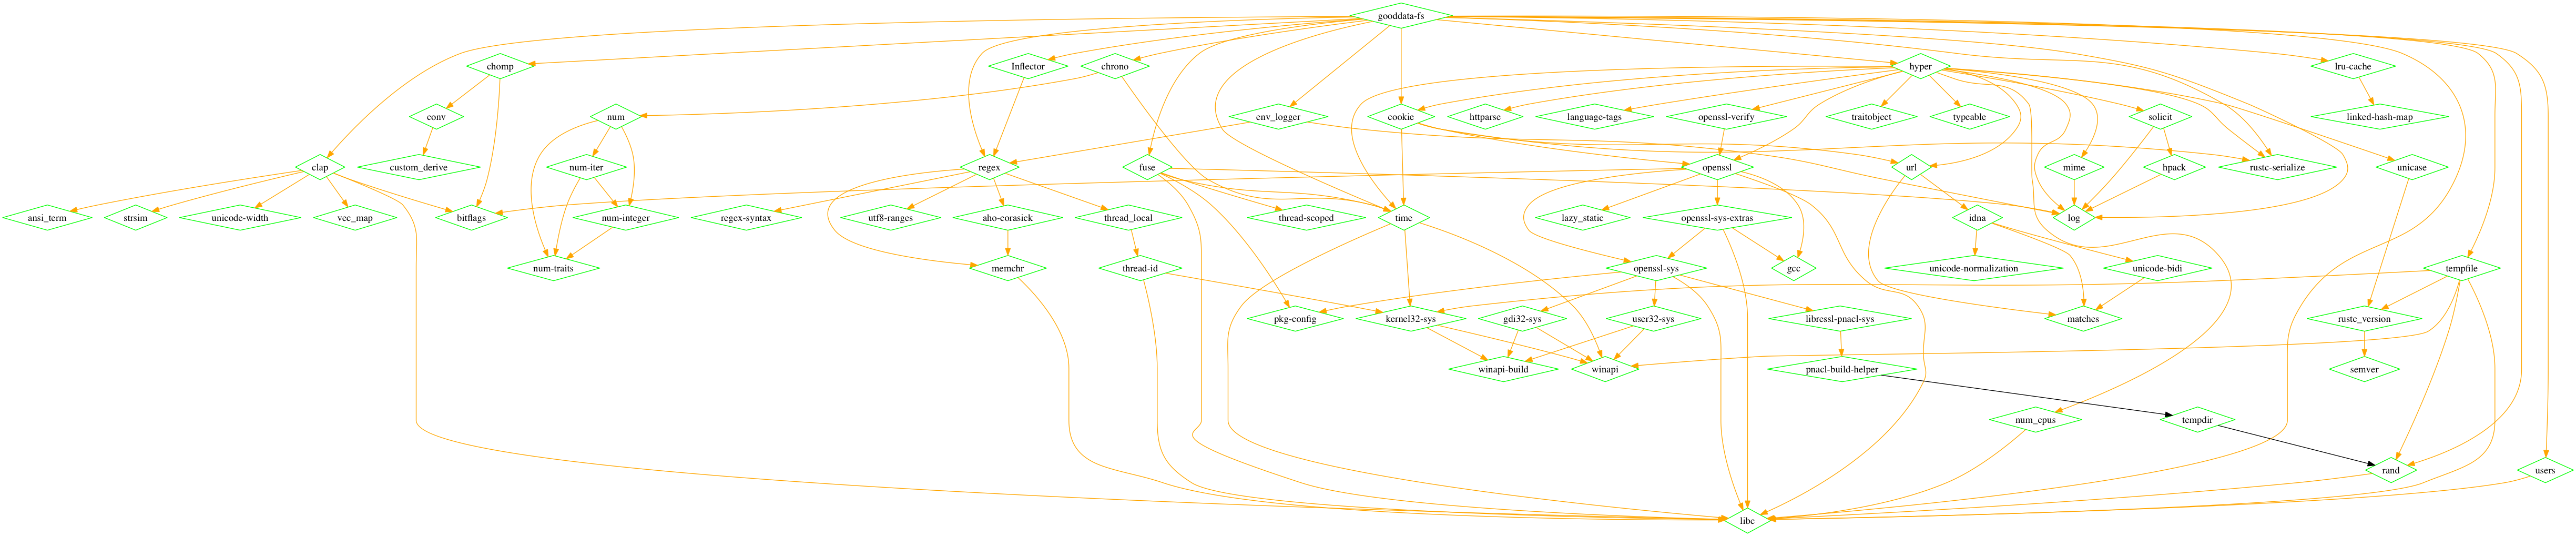 gooddata-fs
chomp
Inflector
chrono
hyper
lru-cache
conv
num
env_logger
cookie
httparse
language-tags
openssl-verify
traitobject
typeable
solicit
linked-hash-map
clap
custom_derive
num-iter
regex
fuse
openssl
url
mime
hpack
rustc-serialize
unicase
ansi_term
strsim
unicode-width
vec_map
bitflags
num-integer
regex-syntax
utf8-ranges
aho-corasick
thread_local
thread-scoped
time
lazy_static
openssl-sys-extras
idna
log
num-traits
memchr
thread-id
openssl-sys
gcc
unicode-normalization
unicode-bidi
tempfile
pkg-config
kernel32-sys
gdi32-sys
user32-sys
libressl-pnacl-sys
matches
rustc_version
winapi-build
winapi
pnacl-build-helper
semver
num_cpus
tempdir
rand
users
libc